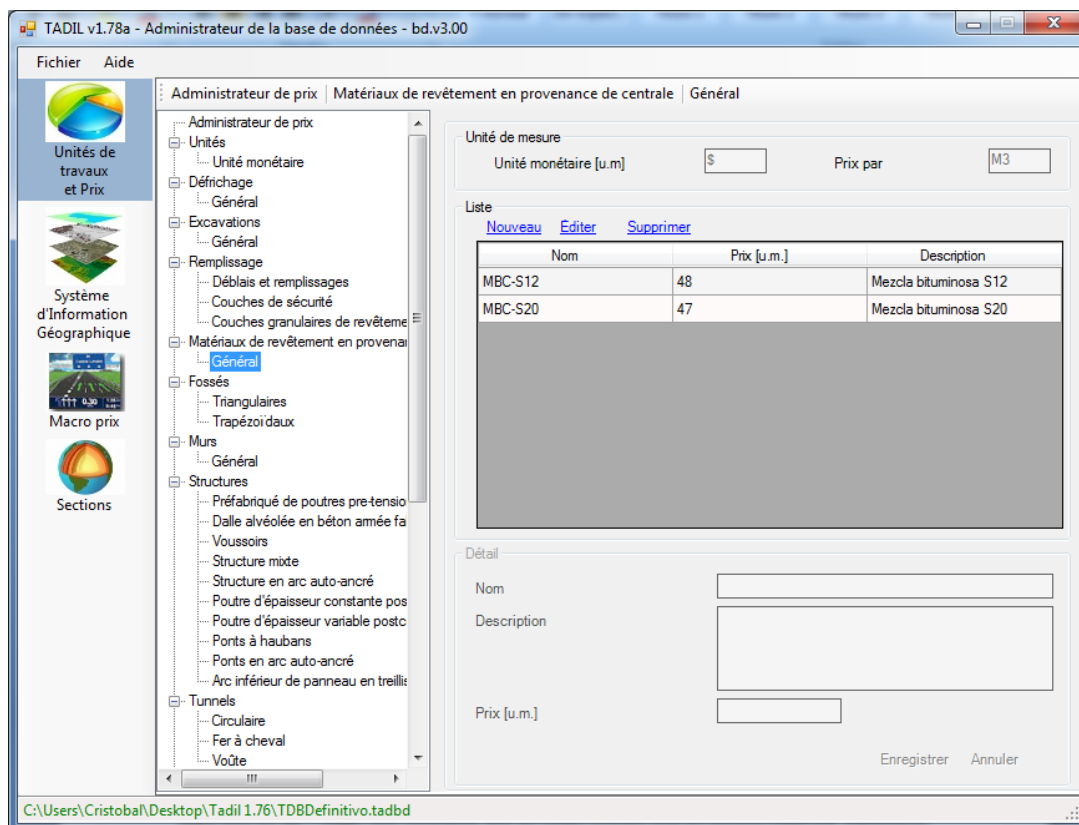 TADIL v1.78a - Administrateur de la base de données - bd.v3.00
Fichier Aide
Unités de
travaux
et Prix
Système
d'Information
Géographique
Macro prix
Sections
Administrateur de prix Matériaux de revêtement en provenance de centrale Général
Administrateur de prix
Unités
Unité monétaire
Défrichage
Général
Excavations
Général
Remplissage
Déblais et remplissages
Couches de sécurité
Couches granulaires de revêteme
Matériaux de revêtement en provenar
Général
Fossés
Triangulaires
Trapézoïdaux
Murs
Général
Structures
Préfabriqué de poutres pre-tensio
Dalle alvéolée en béton armée fal
Voussoirs
Structure mixte
Structure en arc auto-ancré
Poutre d'épaisseur constante pos
Poutre d'épaisseur variable postc
Ponts à haubans
Ponts en arc auto-ancré
Arc inférieur de panneau en treillis
Tunnels
Circulaire
Fer à cheval
Voûte
Unité de mesure
Unité monétaire [u.m] $ Prix par M3
Liste
Nouveau Éditer Supprimer
Nom Prix [u.m.] Description
MBC-S12 48 Mezcla bituminosa S12
MBC-S20 47 Mezcla bituminosa S20
Détail
Nom
Description
Prix [u.m.]
Enregistrer Annuler
C:\Users\Cristobal\Desktop\Tadil 1.76\TDBDefinitivo.tadbd